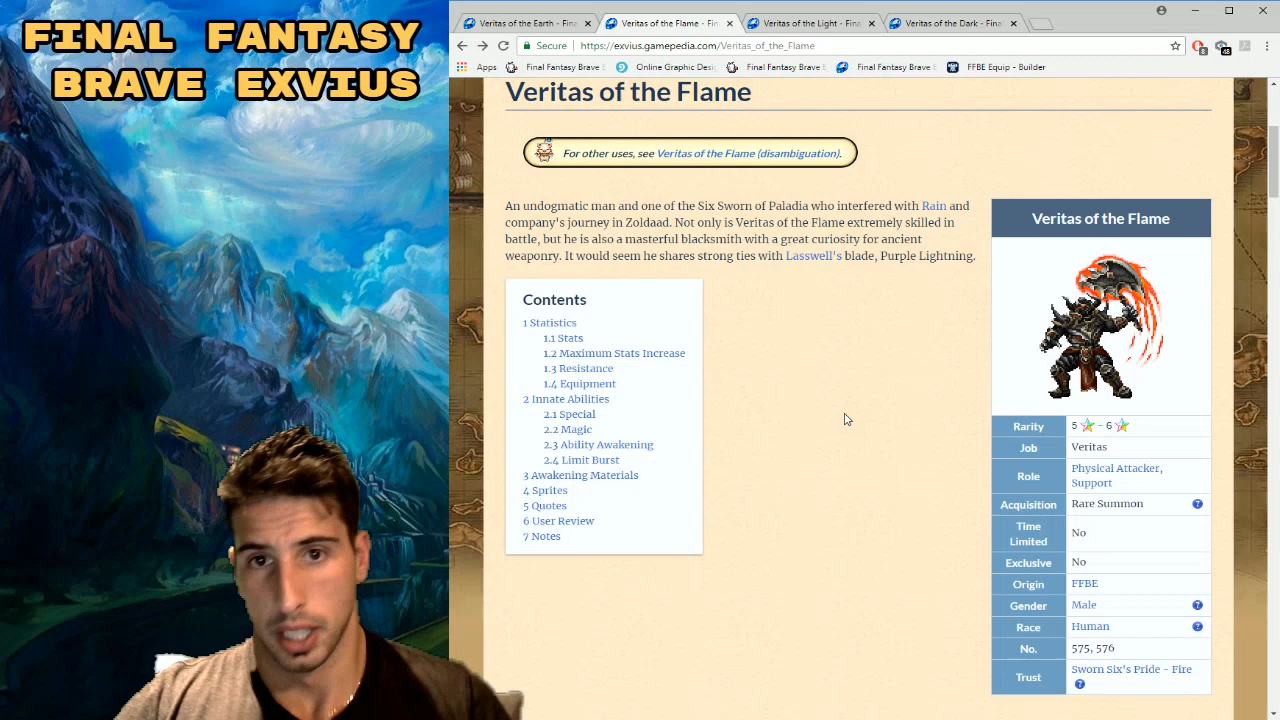 FINAL FANTASY
BRAVE EXVIUS
Veritas of the Earth - Fina
Veritas of the Flame - Fin
Veritas of the Light - Fina
Veritas of the Dark - Final
Secure
https://exvius.gamepedia.com/Veritas_of_the_Flame
Apps
Final Fantasy Brave E
Online Graphic Desig
Final Fantasy Brave E
Final Fantasy Brave E
FFBE Equip - Builder
Veritas of the Flame
For other uses, see Veritas of the Flame (disambiguation).
An undogmatic man and one of the Six Sworn of Paladia who interfered with Rain and
company's journey in Zoldaad. Not only is Veritas of the Flame extremely skilled in
battle, but he is also a masterful blacksmith with a great curiosity for ancient
weaponry. It would seem he shares strong ties with Lasswell's blade, Purple Lightning.
Contents
1 Statistics
1.1 Stats
1.2 Maximum Stats Increase
1.3 Resistance
1.4 Equipment
2 Innate Abilities
2.1 Special
2.2 Magic
2.3 Ability Awakening
2.4 Limit Burst
3 Awakening Materials
4 Sprites
5 Quotes
6 User Review
7 Notes
Veritas of the Flame
Rarity 5 - 6
Job Veritas
Role Physical Attacker,
Support
Acquisition Rare Summon
Time
Limited No
Exclusive No
Origin FFBE
Gender Male
Race Human
No. 575, 576
Trust Sworn Six's Pride - Fire